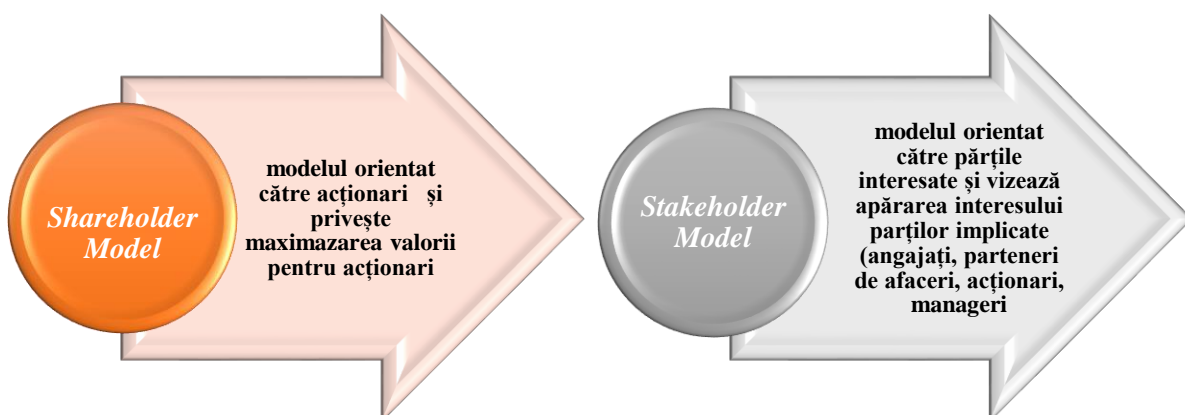 Shareholder
Model
modelul orientat
către acționari și
privește
maximazarea valorii
pentru acționari
Stakeholder
Model
modelul orientat
către părțile
interesate și vizează
apărarea interesului
parților implicate
(angajați, parteneri
de afaceri, acționari,
manageri